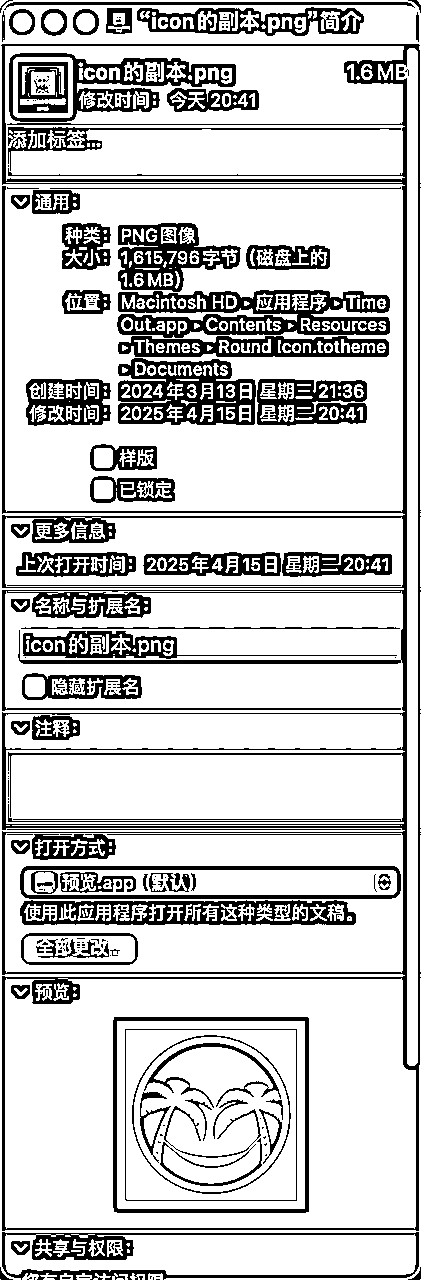 “icon的副本.png”简介
icon的副本.png 1.6 MB
修改时间：今天 20:41
添加标签...
通用：
种类：PNG图像
大小：1,615,796字节（磁盘上的
1.6 MB）
位置：Macintosh HD ▸ 应用程序 ▸ Time
Out.app ▸ Contents ▸ Resources
▸ Themes ▸ Round Icon.totheme
▸ Documents
创建时间：2024年3月13日 星期三 21:36
修改时间：2025年4月15日 星期二 20:41
样版
已锁定
更多信息：
上次打开时间：2025年4月15日 星期二 20:41
名称与扩展名：
icon的副本.png
隐藏扩展名
注释：
打开方式：
预览.app（默认）
使用此应用程序打开所有这种类型的文稿。
全部更改...
预览：
共享与权限：